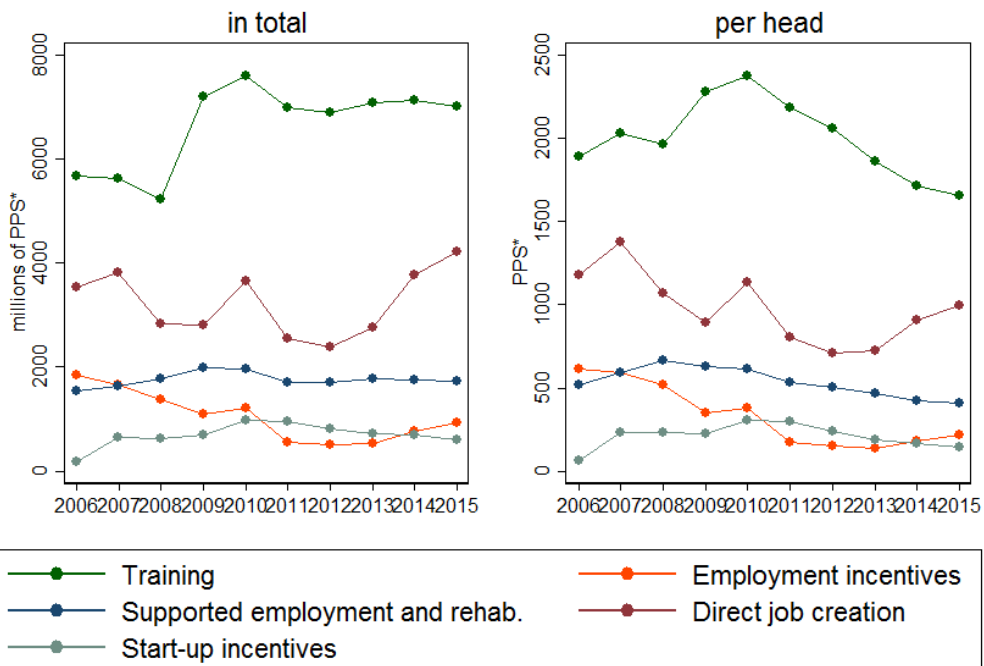 in total
per head
8000
6000
4000
2000
0
millions of PPS*
2006 2007 2008 2009 2010 2011 2012 2013 2014 2015
2500
2000
1500
1000
500
0
PPS*
2006 2007 2008 2009 2010 2011 2012 2013 2014 2015
Training
Employment incentives
Supported employment and rehab.
Direct job creation
Start-up incentives